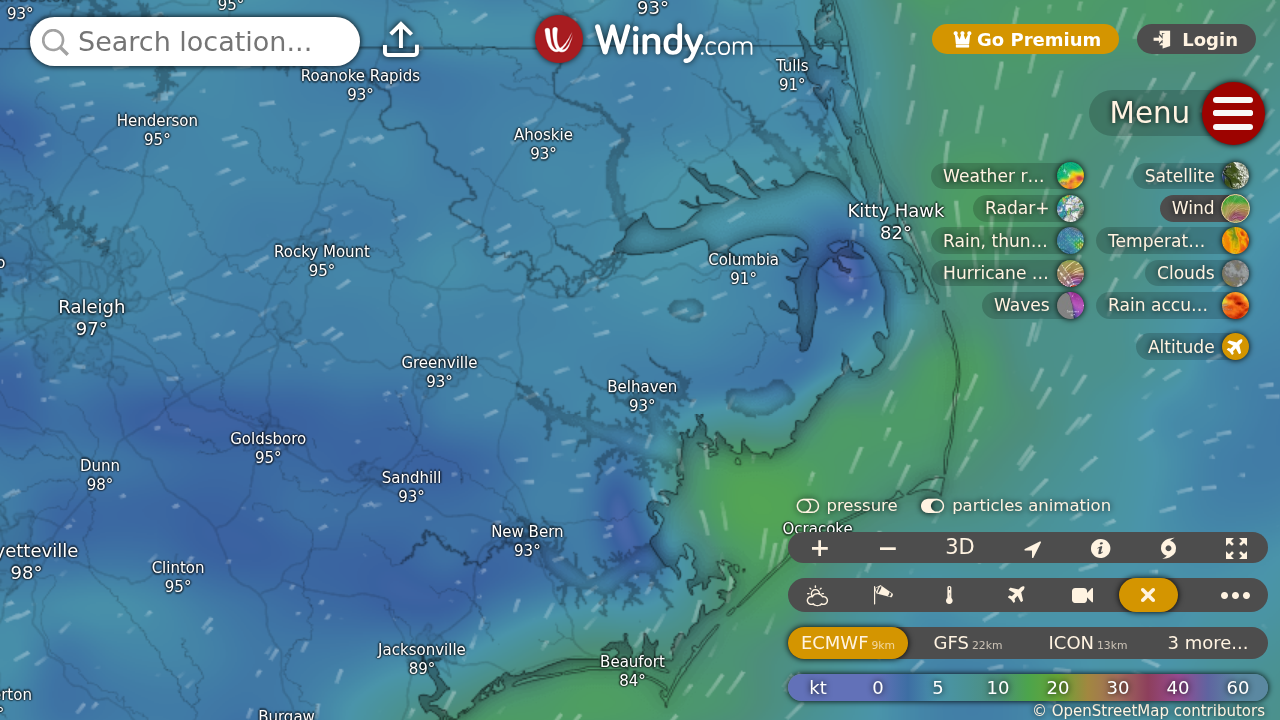 93°
95°
93°
Search location...
Windy.com
Go Premium
Login
Roanoke Rapids
93°
Tulls
91°
Menu
Henderson
95°
Ahoskie
93°
Weather r...
Satellite
Radar+
Wind
Kitty Hawk
82°
Rain, thun...
Temperat...
Rocky Mount
95°
Columbia
91°
Hurricane ...
Clouds
Raleigh
97°
Waves
Rain accu...
Altitude
Greenville
93°
Belhaven
93°
Goldsboro
95°
Dunn
98°
Sandhill
93°
pressure
particles animation
New Bern
93°
Ocracoke
3D
yetteville
98°
Clinton
95°
Jacksonville
89°
Beaufort
84°
ECMWF 9km
GFS 22km
ICON 13km
3 more...
erton
kt 0 5 10 20 30 40 60
Burgaw
© OpenStreetMap contributors